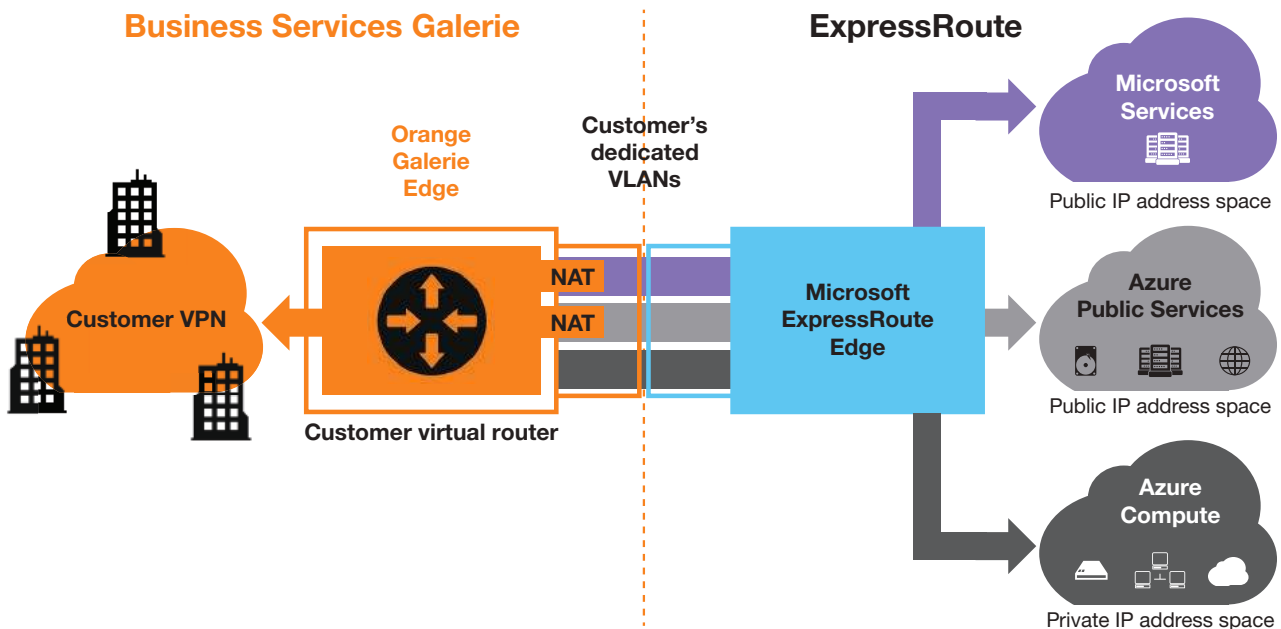 Business Services Galerie
ExpressRoute
Orange
Galerie
Edge
Customer's
dedicated
VLANs
Customer VPN
NAT
NAT
Customer virtual router
Microsoft
ExpressRoute
Edge
Microsoft
Services
Public IP address space
Azure
Public Services
Public IP address space
Azure
Compute
Private IP address space